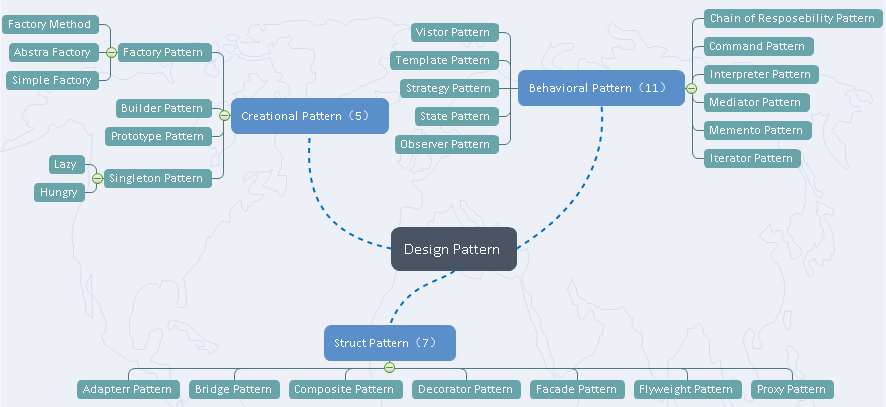 Factory Method
Abstra Factory
Simple Factory
Factory Pattern
Builder Pattern
Prototype Pattern
Lazy
Hungry
Singleton Pattern
Creational Pattern（5）
Vistor Pattern
Template Pattern
Strategy Pattern
State Pattern
Observer Pattern
Behavioral Pattern（11）
Chain of Resposebility Pattern
Command Pattern
Interpreter Pattern
Mediator Pattern
Memento Pattern
Iterator Pattern
Design Pattern
Struct Pattern（7）
Adapterr Pattern
Bridge Pattern
Composite Pattern
Decorator Pattern
Facade Pattern
Flyweight Pattern
Proxy Pattern